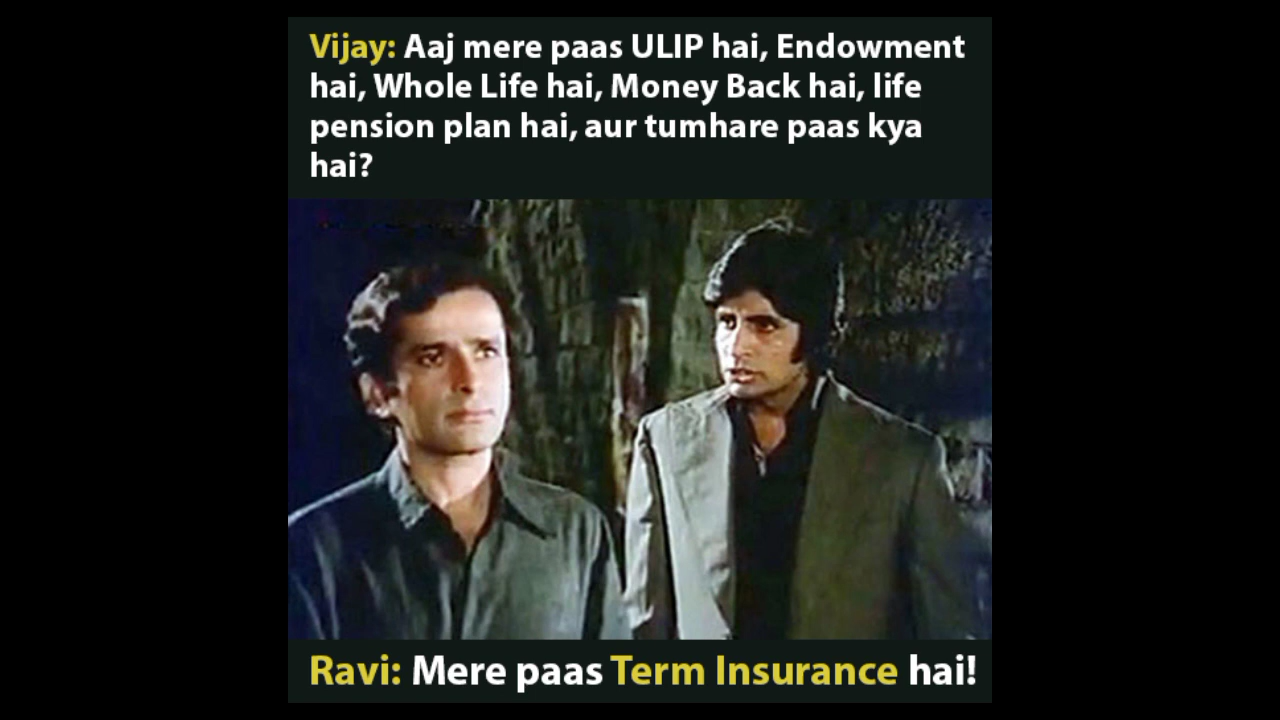 Vijay: Aaj mere paas ULIP hai, Endowment
hai, Whole Life hai, Money Back hai, life
pension plan hai, aur tumhare paas kya
hai?
Ravi: Mere paas Term Insurance hai!